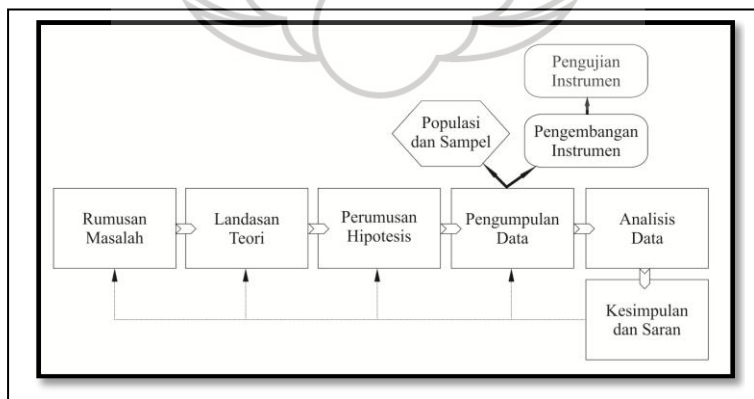 Pengujian
Instrumen
Populasi
dan Sampel
Pengembangan
Instrumen
Rumusan
Masalah
Landasan
Teori
Perumusan
Hipotesis
Pengumpulan
Data
Analisis
Data
Kesimpulan
dan Saran